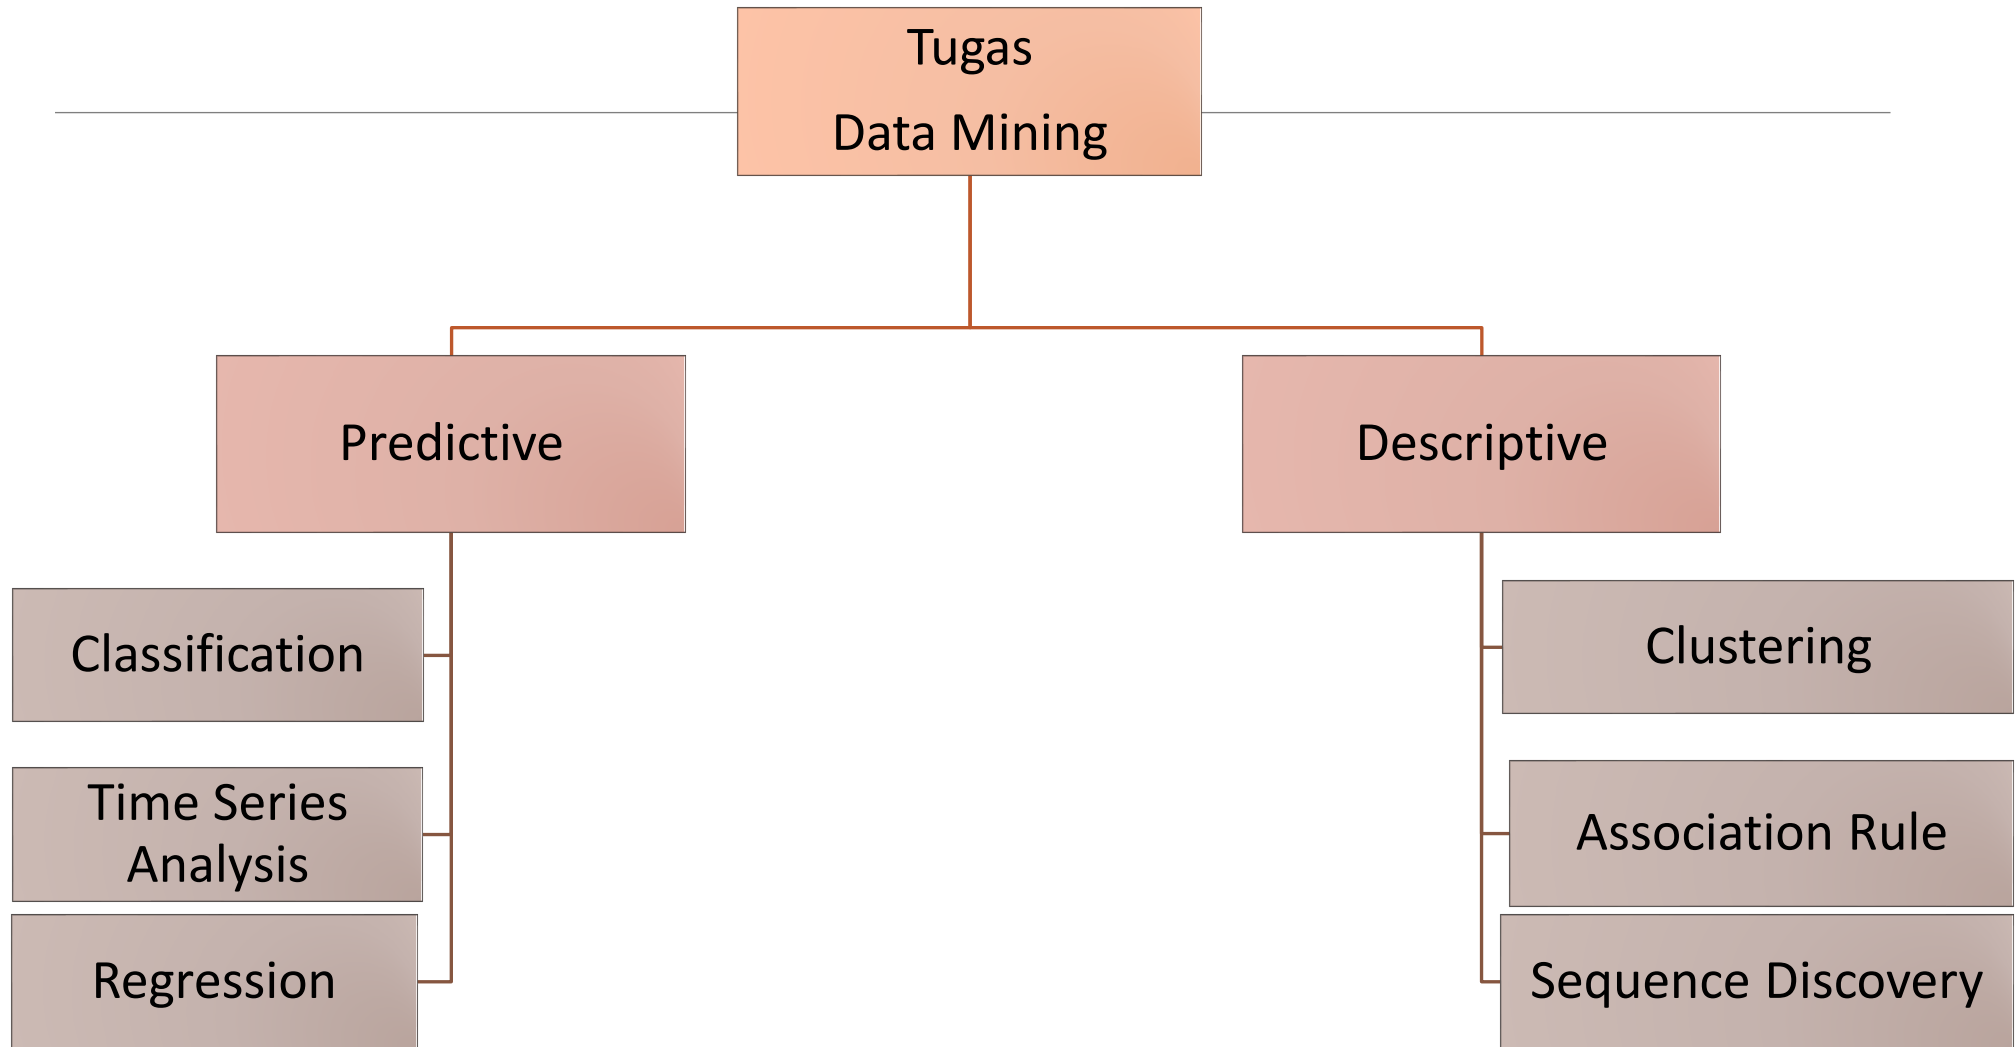 Tugas
Data Mining
Predictive
Descriptive
Classification
Clustering
Time Series
Analysis
Association Rule
Regression
Sequence Discovery